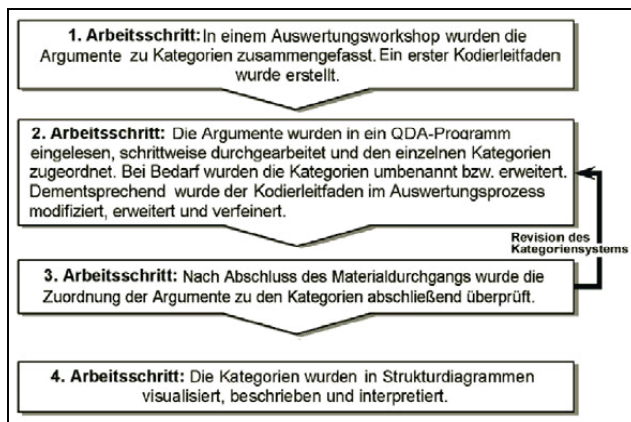 1. Arbeitsschritt: In einem Auswertungsworkshop wurden die
Argumente zu Kategorien zusammengefasst. Ein erster Kodierleitfaden
wurde erstellt.
2. Arbeitsschritt: Die Argumente wurden in ein QDA-Programm
eingelesen, schrittweise durchgearbeitet und den einzelnen Kategorien
zugeordnet. Bei Bedarf wurden die Kategorien umbenannt bzw. erweitert.
Dementsprechend wurde der Kodierleitfaden im Auswertungsprozess
modifiziert, erweitert und verfeinert.
Revision des
Kategoriensystems
3. Arbeitsschritt: Nach Abschluss des Materialdurchgangs wurde die
Zuordnung der Argumente zu den Kategorien abschließend überprüft.
4. Arbeitsschritt: Die Kategorien wurden in Strukturdiagrammen
visualisiert, beschrieben und interpretiert.